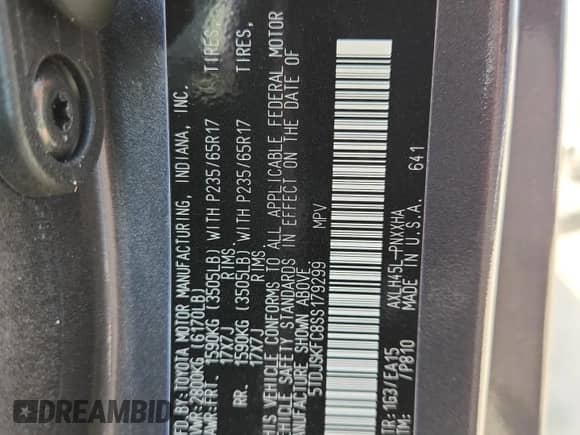 MFD.BY:TOYOTA MOTOR MANUFACTURING, INDIANA, INC.
GVWR:2800KG (6170LB)
GAWR:FRT. 1590KG (3505LB) WITH P235/65R17 TIRES,
17X7J RIMS,
RR. 1590KG (3505LB) WITH P235/65R17 TIRES,
17X7J RIMS.
THIS VEHICLE CONFORMS TO ALL APPLICABLE FEDERAL MOTOR
SAFETY STANDARDS IN EFFECT ON THE DATE OF
MANUFACTURE SHOWN ABOVE.
5TDJSKFC8SS179299 MPV
C/TR:1G3/EA15 AXLH45L-PNXXHA
A/TM: /P810 MADE IN U.S.A. 641
DREAMBID